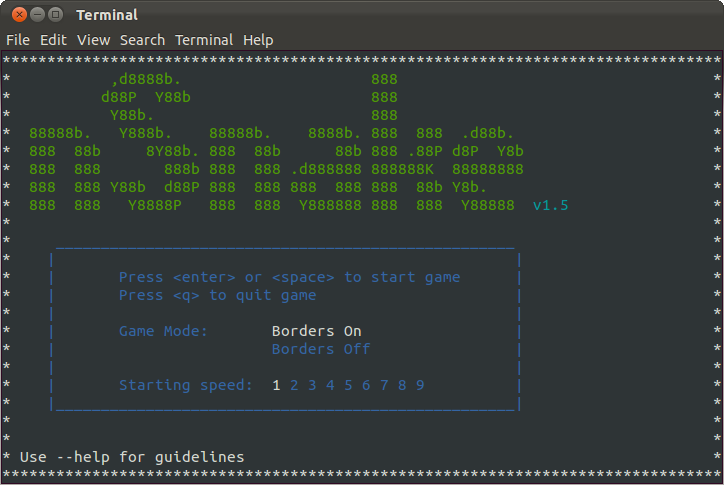 Terminal
File Edit View Search Terminal Help
********************************************************************************
*           ,d8888b.                     888                                   *
*          d88P  Y88b                    888                                   *
*           Y88b.                        888                                   *
*  88888b.   Y888b.    88888b.    8888b. 888  888  .d88b.                      *
*  888  88b     8Y88b. 888  88b      88b 888 .88P d8P  Y8b                     *
*  888  888       888b 888  888 .d888888 888888K  88888888                     *
*  888  888 Y88b  d88P 888  888 888  888 888  88b Y8b.                         *
*  888  888   Y8888P   888  888  Y888888 888  888  Y88888  v1.5                *
*                                                                              *
*     ___________________________________________________                      *
*    |                                                   |                     *
*    |       Press <enter> or <space> to start game      |                     *
*    |       Press <q> to quit game                      |                     *
*    |                                                   |                     *
*    |       Game Mode:       Borders On                 |                     *
*    |                        Borders Off                |                     *
*    |                                                   |                     *
*    |       Starting speed:  1 2 3 4 5 6 7 8 9          |                     *
*    |___________________________________________________|                     *
*                                                                              *
*                                                                              *
* Use --help for guidelines                                                    *
********************************************************************************